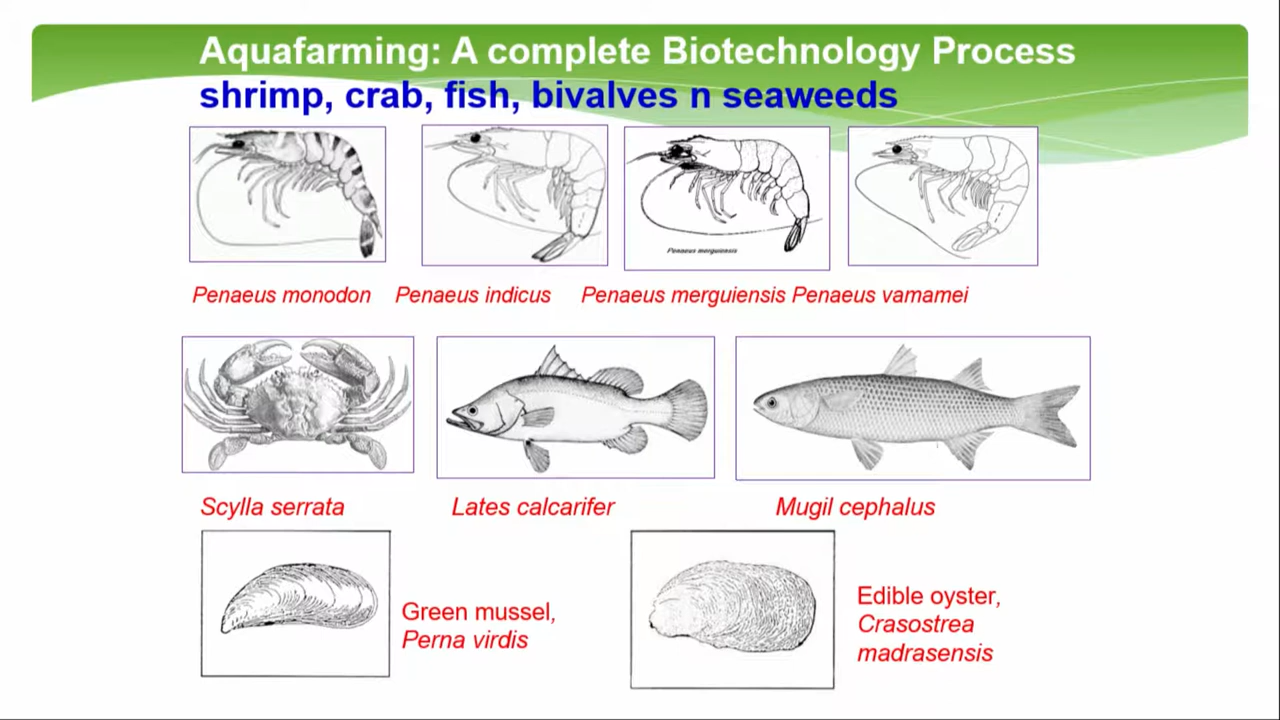 Aquafarming: A complete Biotechnology Process
shrimp, crab, fish, bivalves n seaweeds
Penaeus merguiensis
Penaeus monodon Penaeus indicus Penaeus merguiensis Penaeus vamamei
Scylla serrata Lates calcarifer Mugil cephalus
Green mussel,
Perna virdis
Edible oyster,
Crasostrea
madrasensis